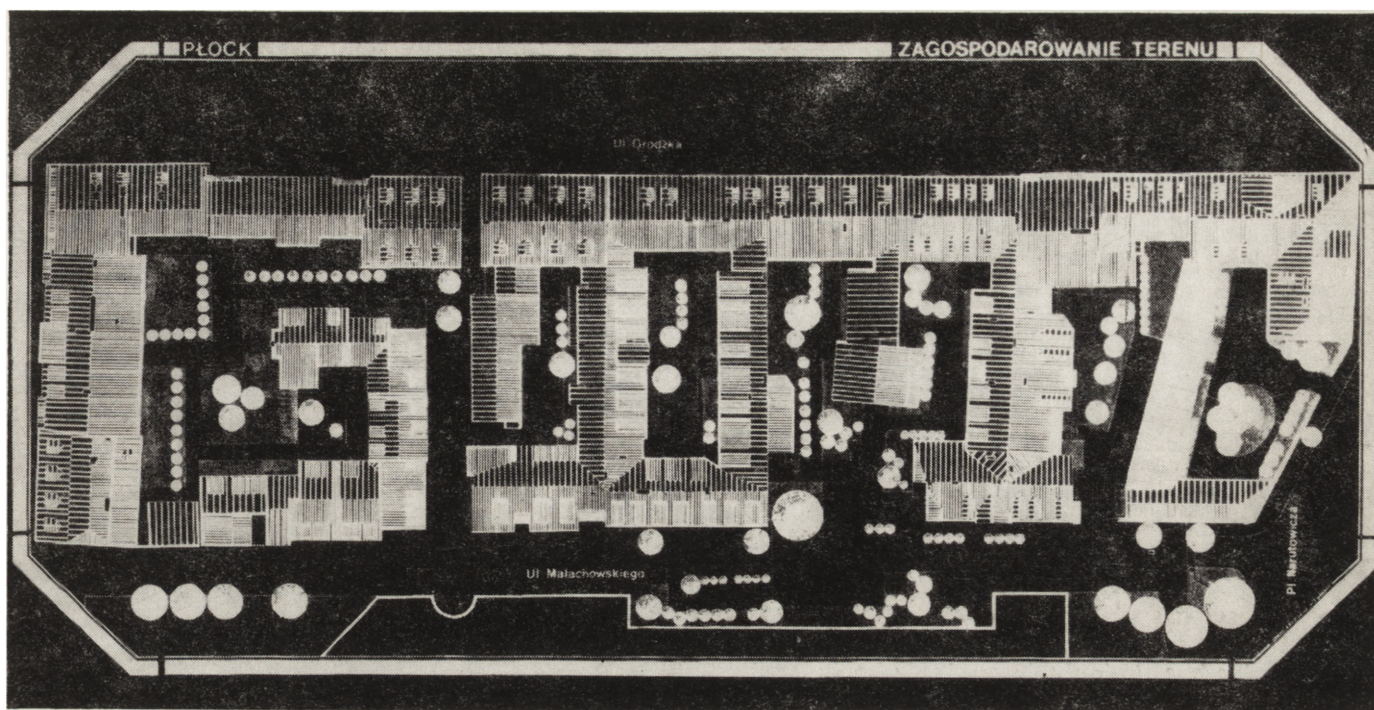 PŁOCK
ZAGOSPODAROWANIE TERENU
Ul Grodzka
Ul Małachowskiego
Pl Narutowicza